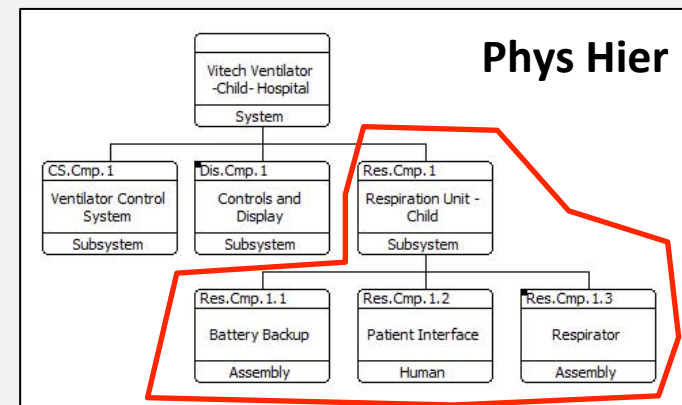 Phys Hier
Vitech Ventilator
-Child- Hospital
System
CS.Cmp.1
Ventilator Control
System
Subsystem
Dis.Cmp.1
Controls and
Display
Subsystem
Res.Cmp.1
Respiration Unit -
Child
Subsystem
Res.Cmp.1.1
Battery Backup
Assembly
Res.Cmp.1.2
Patient Interface
Human
Res.Cmp.1.3
Respirator
Assembly